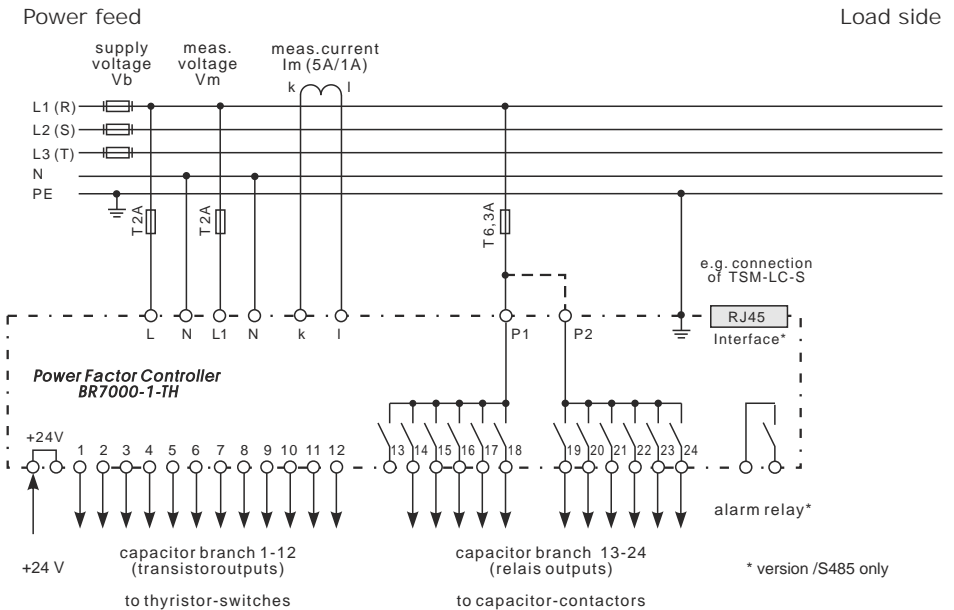 Power feed
Load side
supply voltage Vb
meas. voltage Vm
meas.current Im (5A/1A)
k l
L1 (R)
L2 (S)
L3 (T)
N
PE
T2A
T2A
T6,3A
e.g. connection of TSM-LC-S
RJ45
Interface*
L N L1 N k l P1 P2
Power Factor Controller
BR7000-1-TH
+24V
1 2 3 4 5 6 7 8 9 10 11 12
13 14 15 16 17 18
19 20 21 22 23 24
alarm relay*
+24 V
capacitor branch 1-12
(transistoroutputs)
to thyristor-switches
capacitor branch 13-24
(relais outputs)
to capacitor-contactors
* version /S485 only